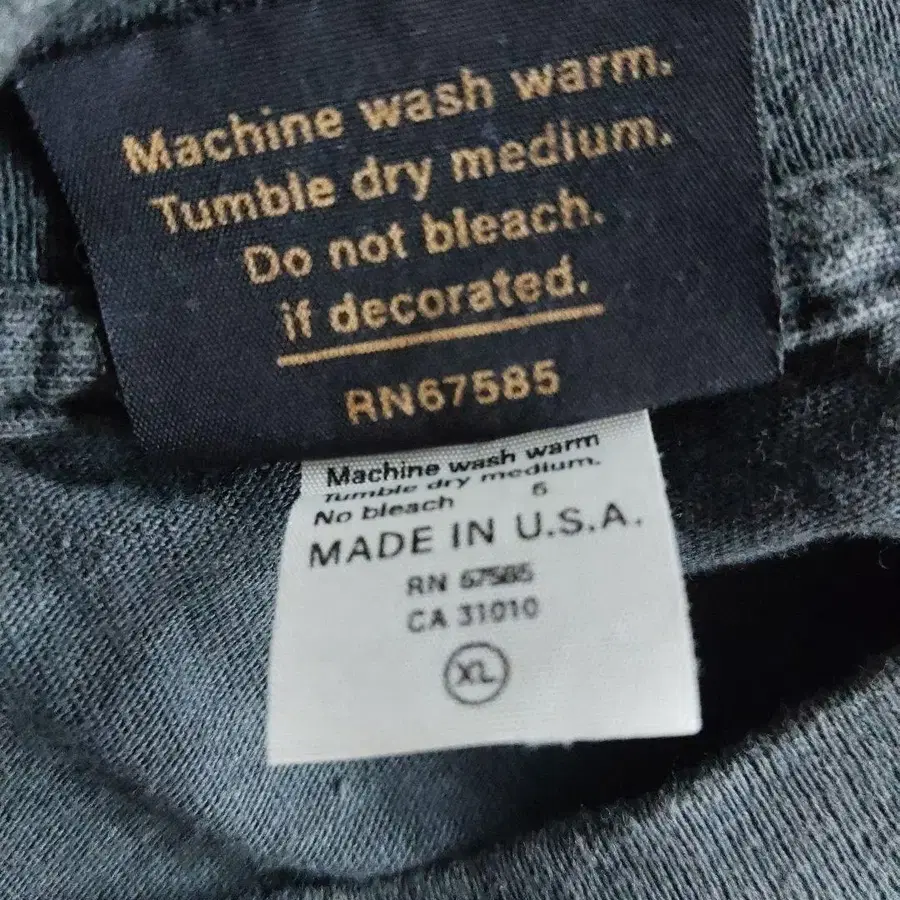 Machine wash warm.
Tumble dry medium.
Do not bleach.
if decorated.
RN67585
Machine wash warm
Tumble dry medium.
No bleach 5
MADE IN U.S.A.
RN 67585
CA 31010
XL